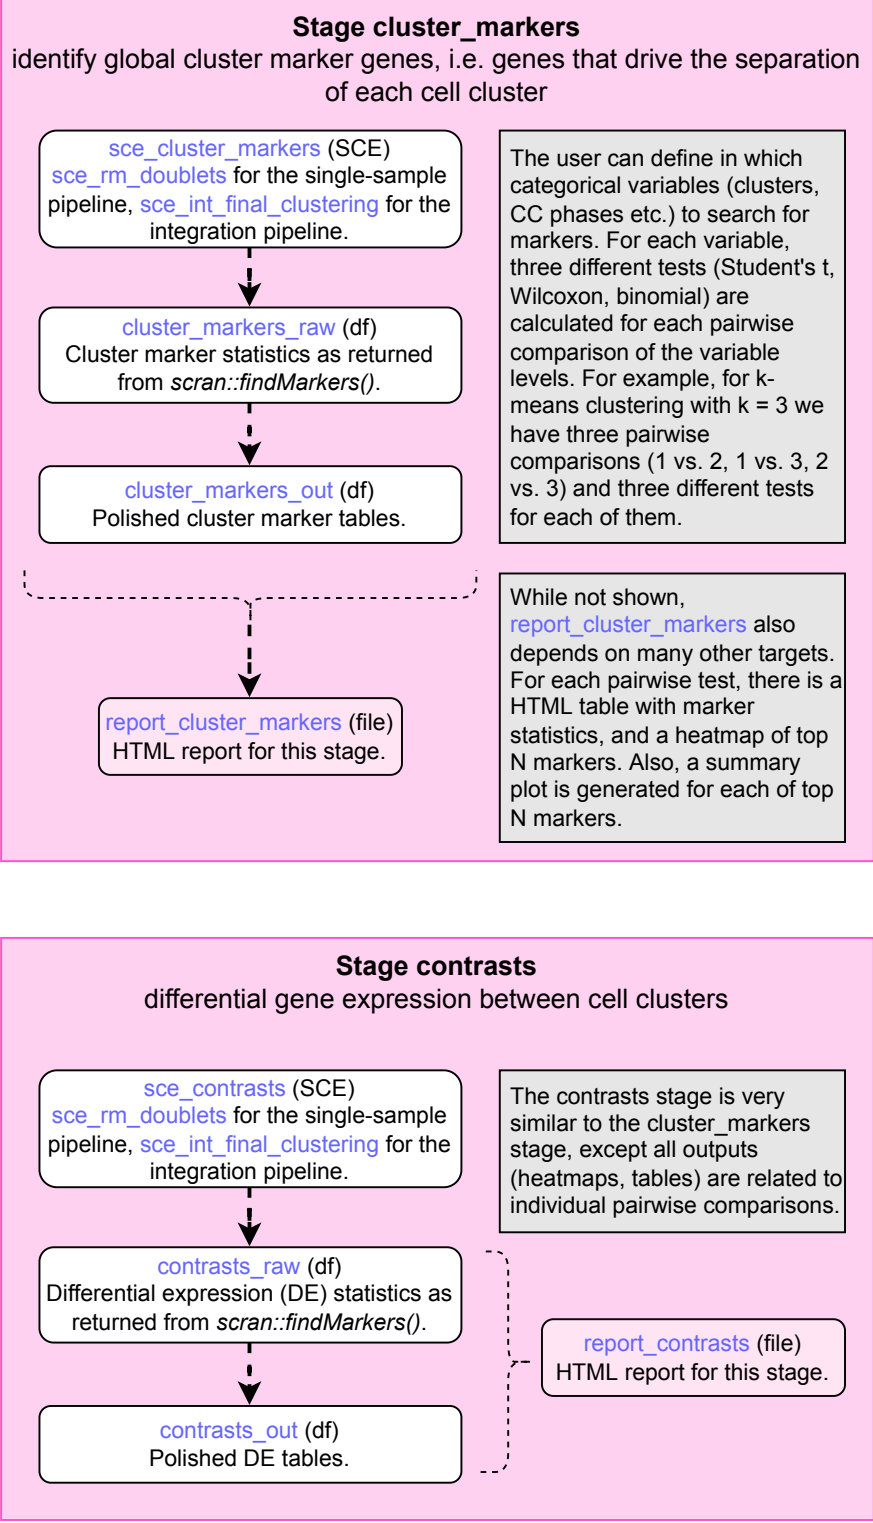 Stage cluster_markers
identify global cluster marker genes, i.e. genes that drive the separation
of each cell cluster
sce_cluster_markers (SCE)
sce_rm_doublets for the single-sample
pipeline, sce_int_final_clustering for the
integration pipeline.
cluster_markers_raw (df)
Cluster marker statistics as returned
from scran::findMarkers().
cluster_markers_out (df)
Polished cluster marker tables.
report_cluster_markers (file)
HTML report for this stage.
The user can define in which
categorical variables (clusters,
CC phases etc.) to search for
markers. For each variable,
three different tests (Student's t,
Wilcoxon, binomial) are
calculated for each pairwise
comparison of the variable
levels. For example, for k-
means clustering with k = 3 we
have three pairwise
comparisons (1 vs. 2, 1 vs. 3, 2
vs. 3) and three different tests
for each of them.
While not shown,
report_cluster_markers also
depends on many other targets.
For each pairwise test, there is a
HTML table with marker
statistics, and a heatmap of top
N markers. Also, a summary
plot is generated for each of top
N markers.
Stage contrasts
differential gene expression between cell clusters
sce_contrasts (SCE)
sce_rm_doublets for the single-sample
pipeline, sce_int_final_clustering for the
integration pipeline.
contrasts_raw (df)
Differential expression (DE) statistics as
returned from scran::findMarkers().
contrasts_out (df)
Polished DE tables.
The contrasts stage is very
similar to the cluster_markers
stage, except all outputs
(heatmaps, tables) are related to
individual pairwise comparisons.
report_contrasts (file)
HTML report for this stage.